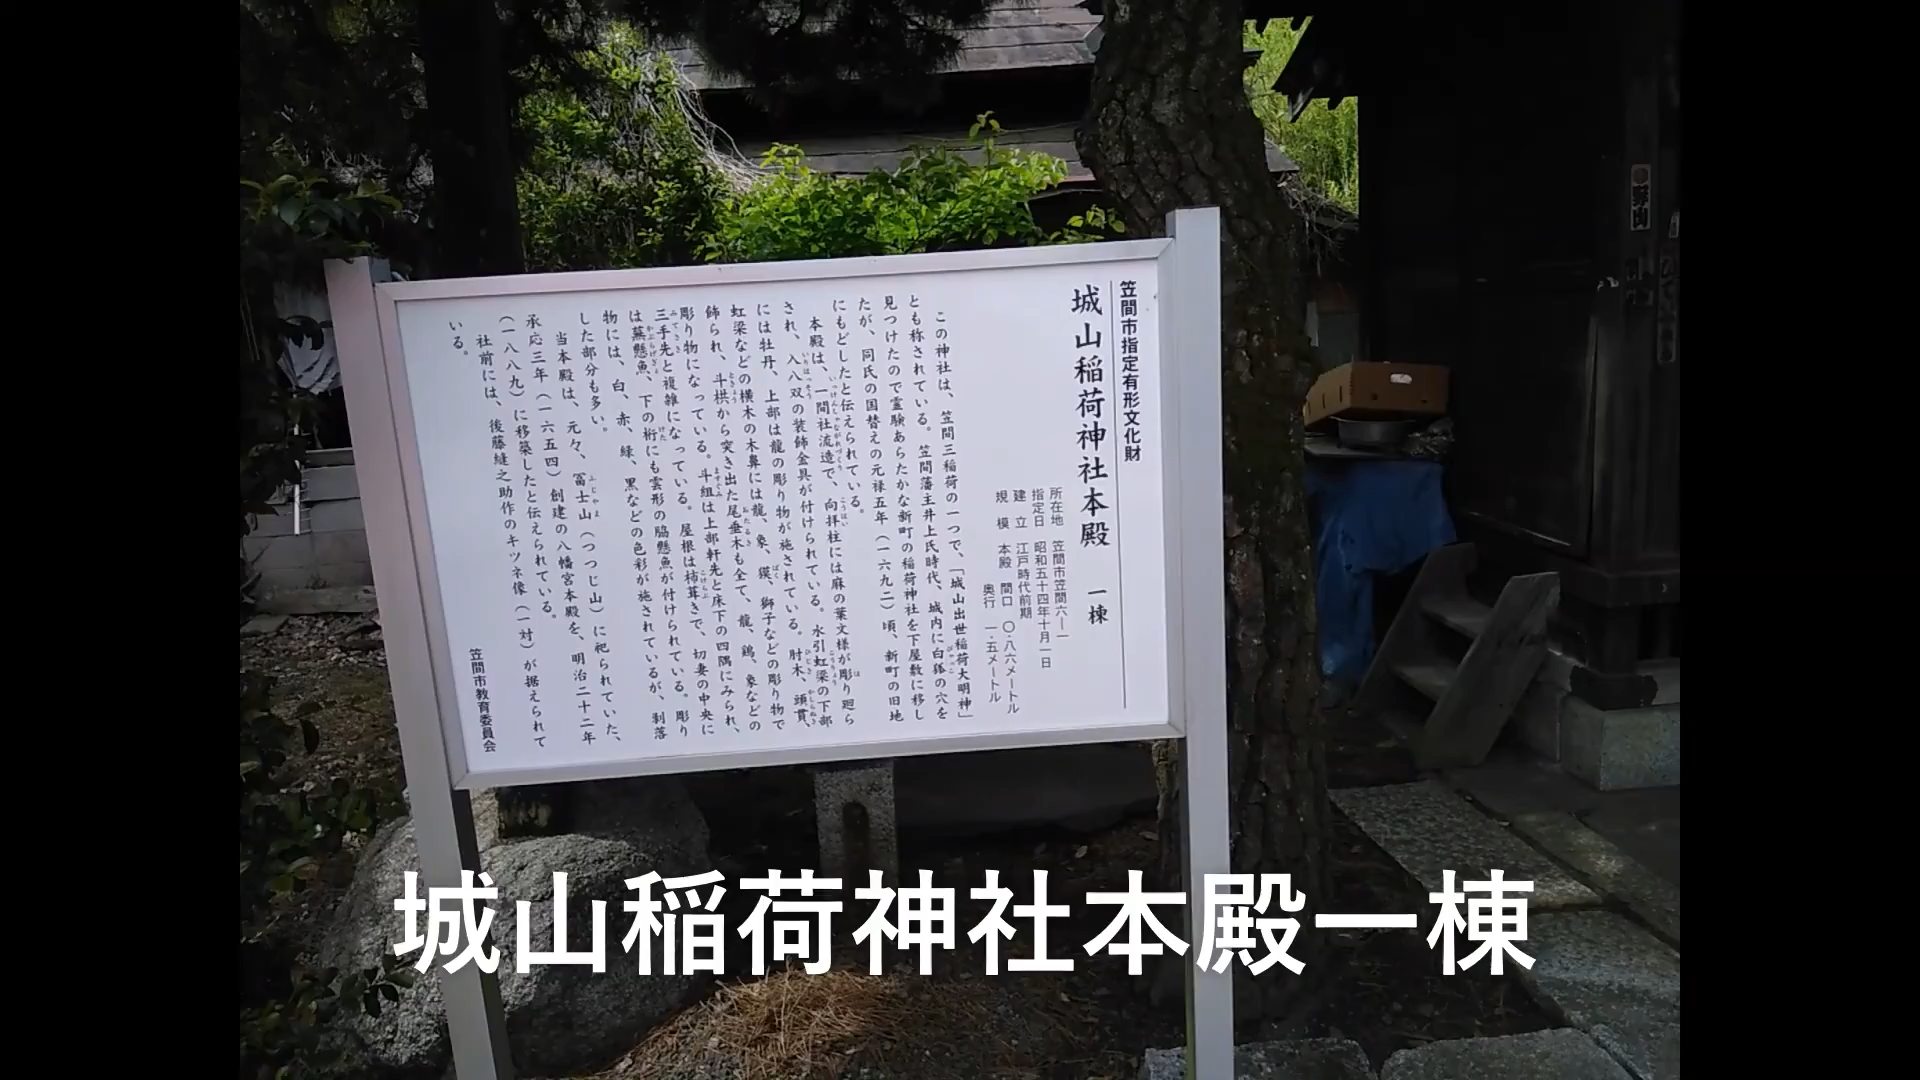 笠間市指定有形文化財
城山稲荷神社本殿 一棟
所在地 笠間市笠間六―一
指定日 昭和五十四年十月一日
建立 江戸時代前期
規模 本殿 間口 〇・八六メートル
奥行 一・五メートル
この神社は、笠間三稲荷の一つで、「城山出世稲荷大明神」
とも称されている。笠間藩主井上氏時代、城内に白狐の穴を
見つけたので霊験あらたかな新町の稲荷神社を下屋敷に移し
たが、同氏の国替えの元禄五年(一六九二)頃、新町の旧地
にもどしたと伝えられている。
本殿は、一間社流造で、向拝柱には麻の葉文様が彫り廻ら
され、入八双の装飾金具が付けられている。水引虹梁の下部
には牡丹、上部は龍の彫り物が施されている。肘木、頭貫、
虹梁などの横木の木鼻には龍、象、獏、獅子などの彫り物で
飾られ、斗栱から突き出た尾垂木も全て、龍、鶏、象などの
彫り物になっている。斗組は上部軒先と床下の四隅にみられ、
三手先と複雑になっている。屋根は杮葺きで、切妻の中央に
は蕪懸魚、下の桁にも雲形の脇懸魚が付けられている。彫り
物には、白、赤、緑、黒などの色彩が施されているが、剥落
した部分も多い。
当本殿は、元々、冨士山(つつじ山)に祀られていた、
承応三年(一六五四)創建の八幡宮本殿を、明治二十二年
(一八八九)に移築したと伝えられている。
社前には、後藤縫之助作のキツネ像(一対)が据えられて
いる。
笠間市教育委員会
城山稲荷神社本殿一棟